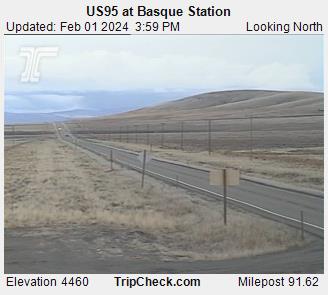 US95 at Basque Station
Updated: Feb 01 2024 3:59 PM Looking North
Elevation 4460 TripCheck.com Milepost 91.62